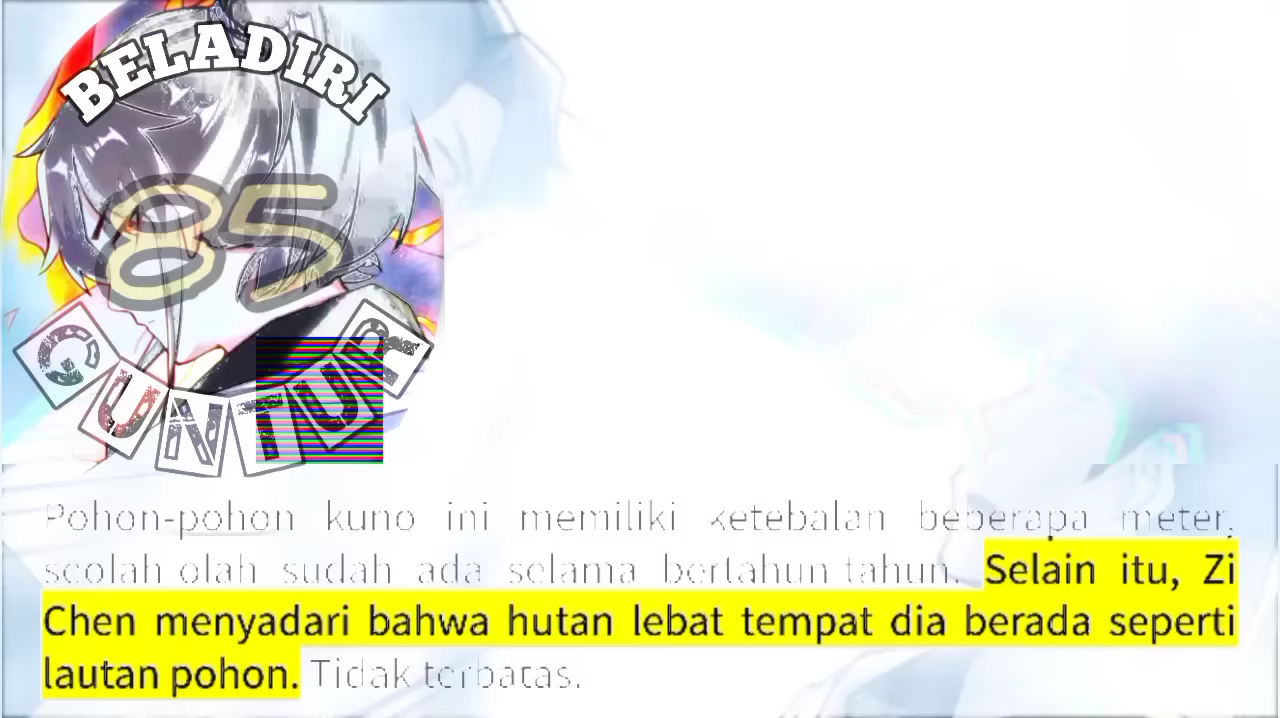 BELADIRI
85
GUNTUR
Pohon-pohon kuno ini memiliki ketebalan beberapa meter,
seolah olah sudah ada selama bertahun tahun. Selain itu, Zi
Chen menyadari bahwa hutan lebat tempat dia berada seperti
lautan pohon. Tidak terbatas.